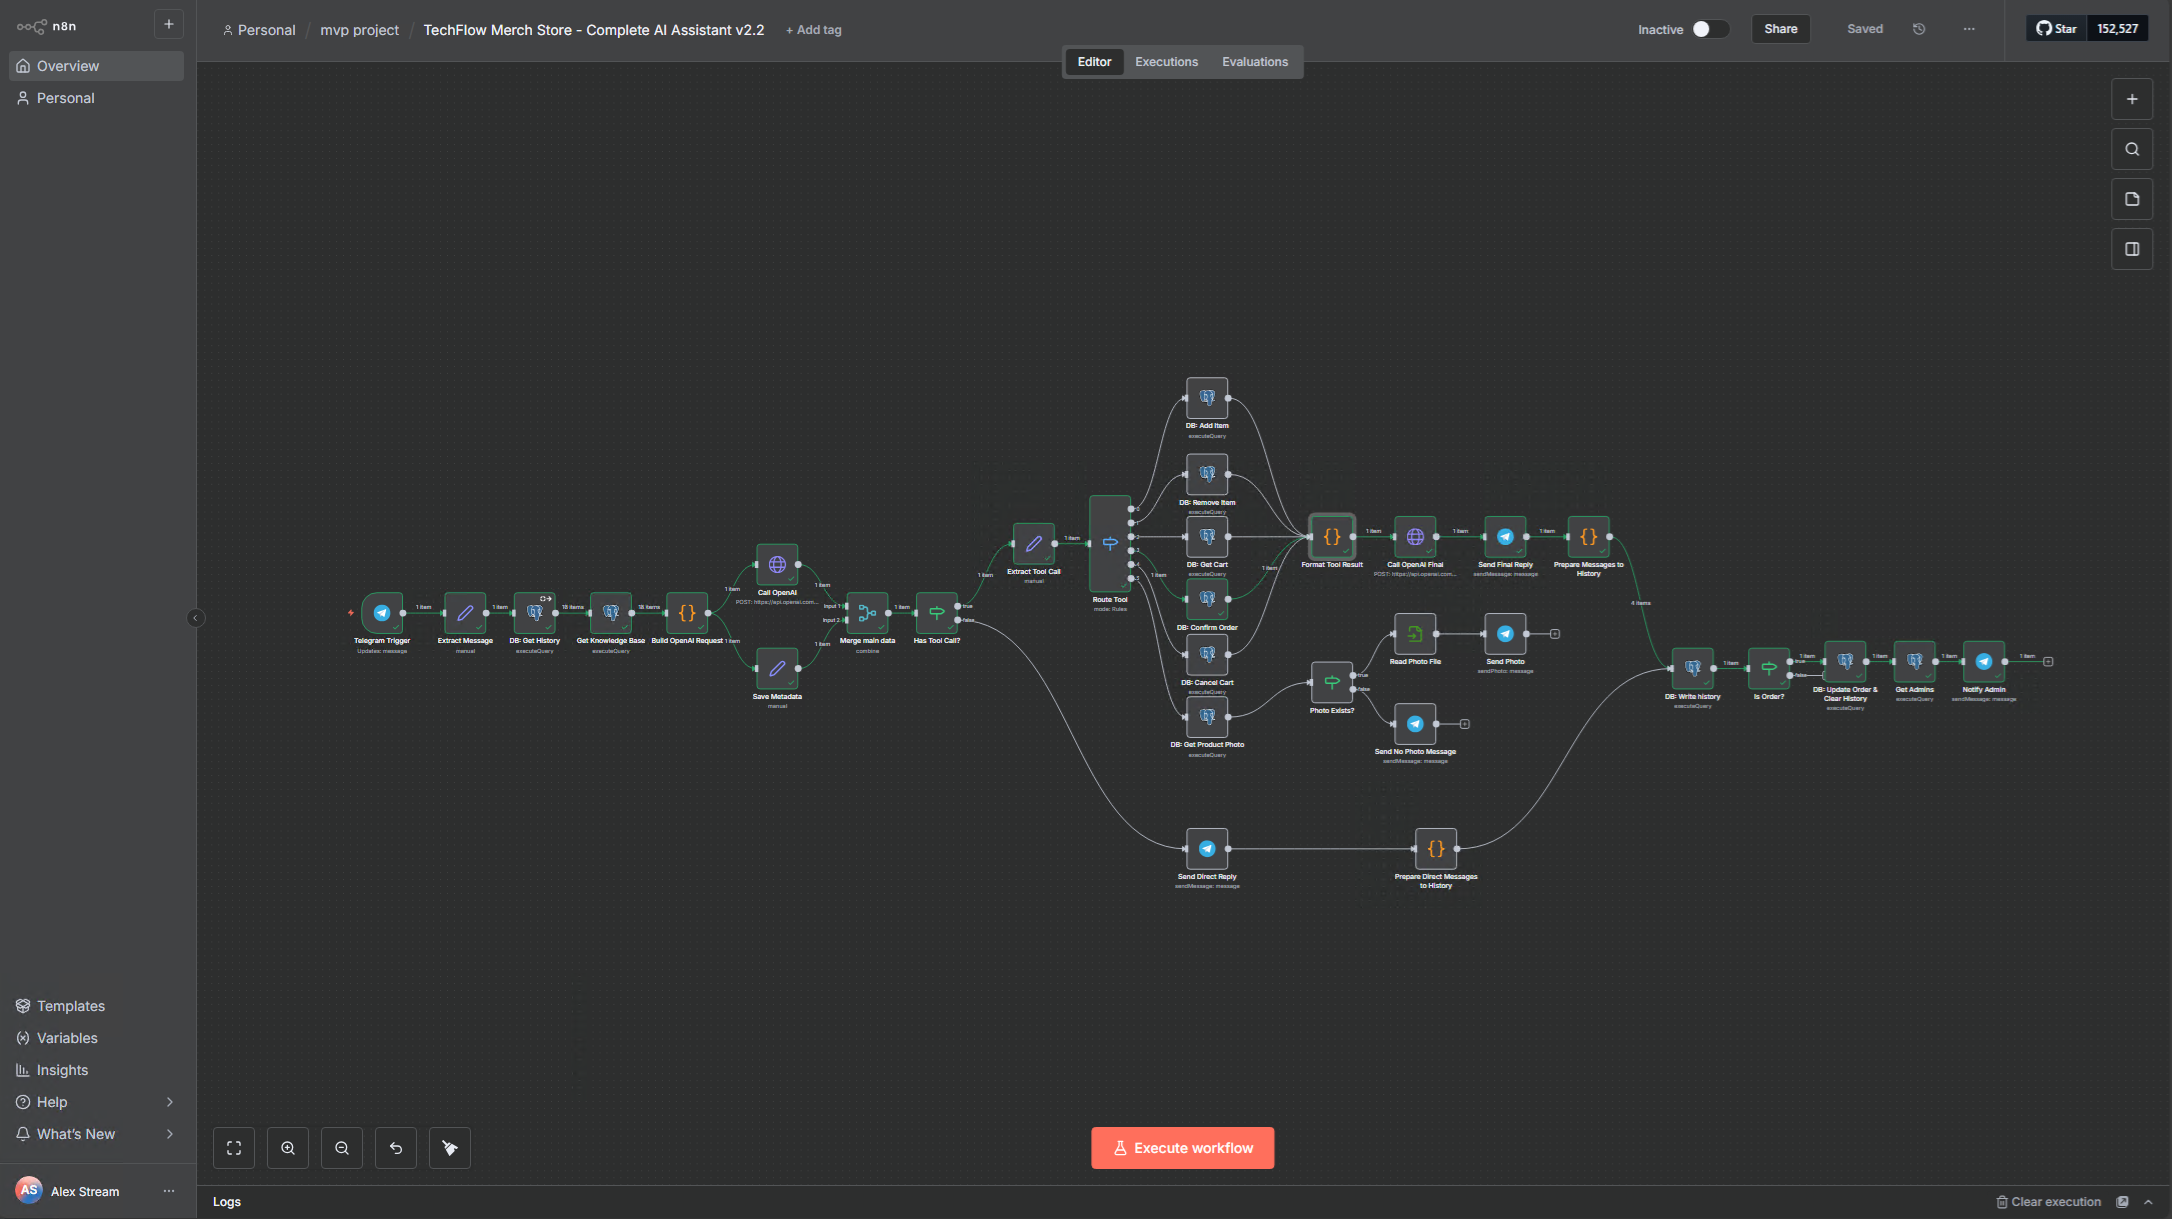 n8n
Personal / mvp project / TechFlow Merch Store - Complete AI Assistant v2.2 + Add tag
Inactive
Share
Saved
Star 152,527
Editor Executions Evaluations
Overview
Personal
Telegram Trigger
Updates: message
1 item
Extract Message
manual
1 item
DB: Get History
executeQuery
18 items
Get Knowledge Base
executeQuery
18 items
Build OpenAI Request
1 item
1 item
Call OpenAI
POST: https://api.openai.com...
1 item
Save Metadata
manual
1 item
Input 1
Input 2
Merge main data
combine
1 item
Has Tool Call?
true
false
1 item
Extract Tool Call
manual
1 item
Route Tool
mode: Rules
0
1
2
3
4
5
1 item
DB: Add Item
executeQuery
DB: Remove Item
executeQuery
DB: Get Cart
executeQuery
DB: Confirm Order
1 item
DB: Cancel Cart
executeQuery
DB: Get Product Photo
executeQuery
Format Tool Result
1 item
Call OpenAI Final
POST: https://api.openai.com...
1 item
Send Final Reply
sendMessage: message
1 item
Prepare Messages to
History
4 items
Photo Exists?
true
false
Read Photo File
Send Photo
sendPhoto: message
Send No Photo Message
sendMessage: message
Send Direct Reply
sendMessage: message
Prepare Direct Messages
to History
DB: Write history
executeQuery
1 item
Is Order?
true
false
1 item
DB: Update Order &
Clear History
executeQuery
1 item
Get Admins
executeQuery
1 item
Notify Admin
sendMessage: message
1 item
Templates
Variables
Insights
Help
What's New
AS Alex Stream
Execute workflow
Logs
Clear execution